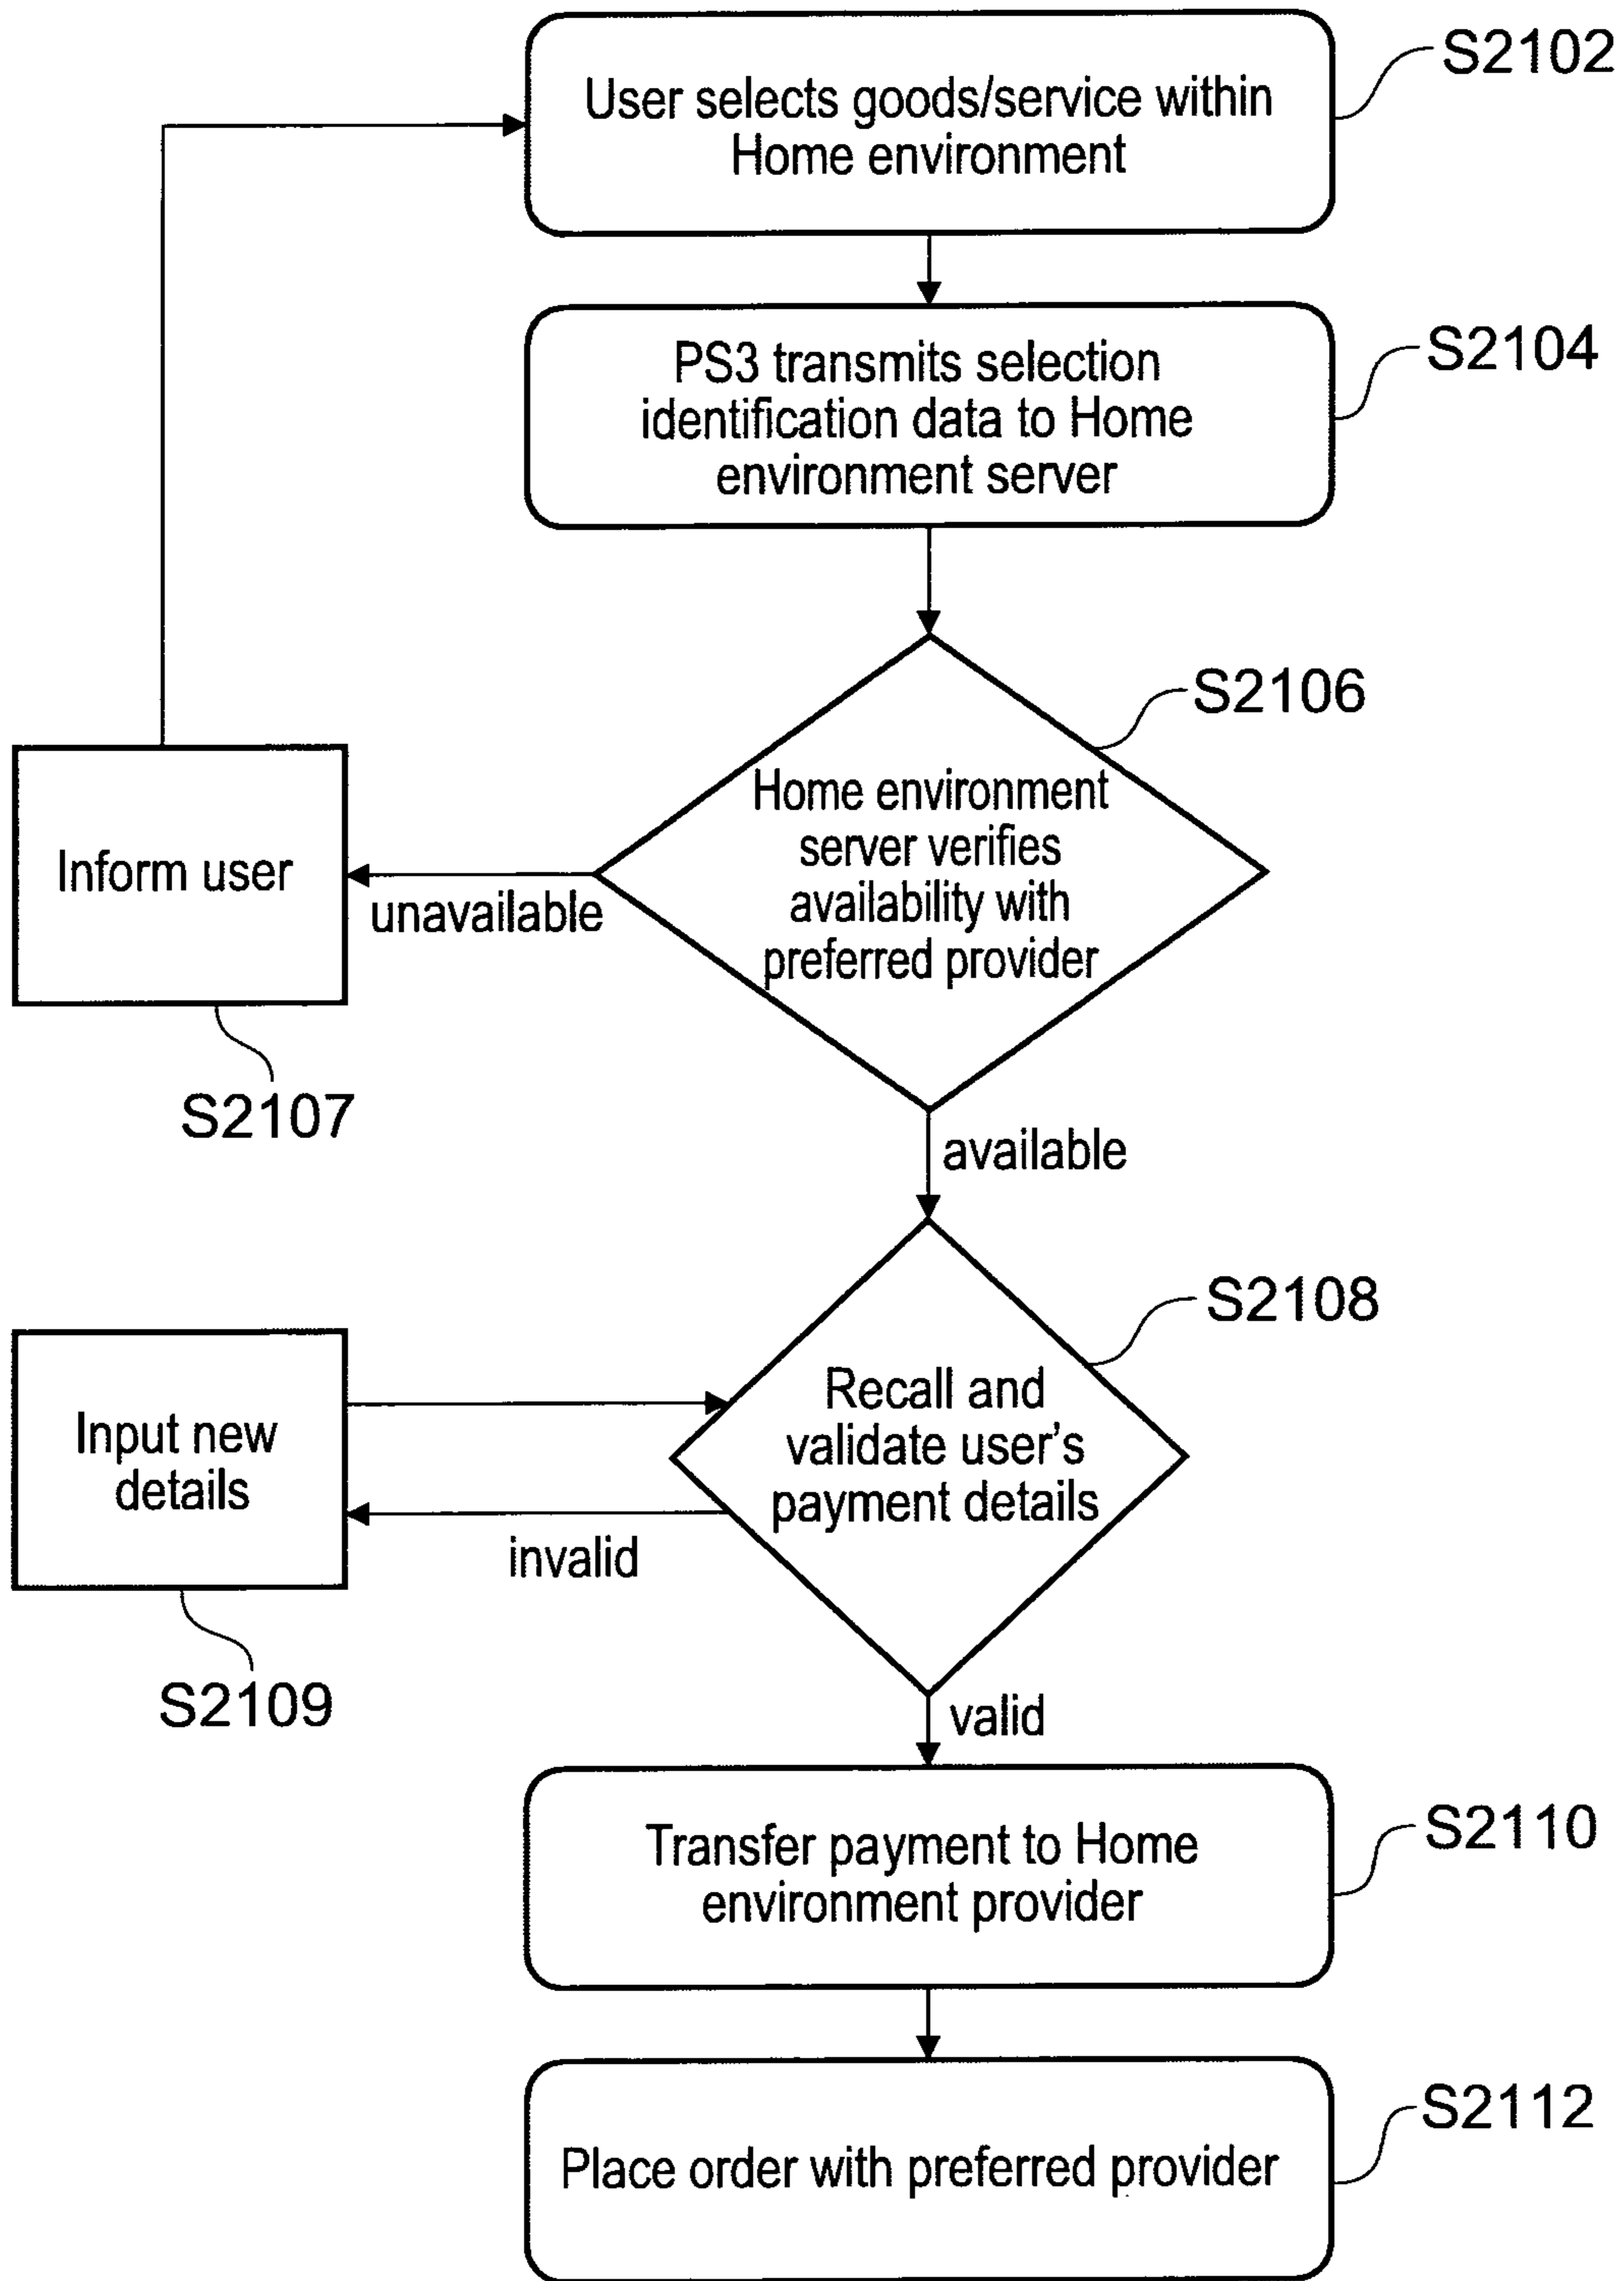 S2102
User selects goods/service within
Home environment
S2104
PS3 transmits selection
identification data to Home
environment server
S2106
Home environment
server verifies
availability with
preferred provider
Inform user
unavailable
S2107
available
S2108
Recall and
validate user's
payment details
Input new
details
invalid
S2109
valid
S2110
Transfer payment to Home
environment provider
S2112
Place order with preferred provider